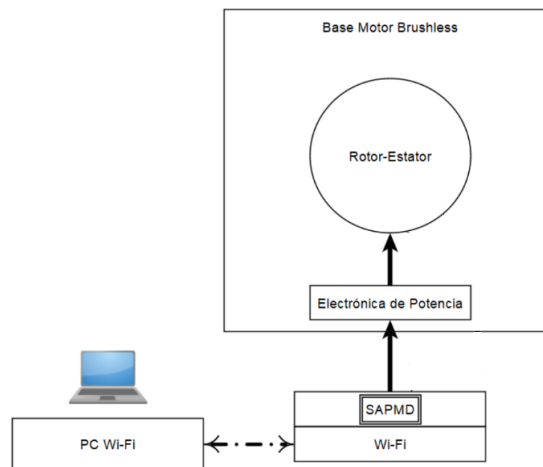 Base Motor Brushless
Rotor-Estator
Electrónica de Potencia
SAPMD
PC Wi-Fi
Wi-Fi